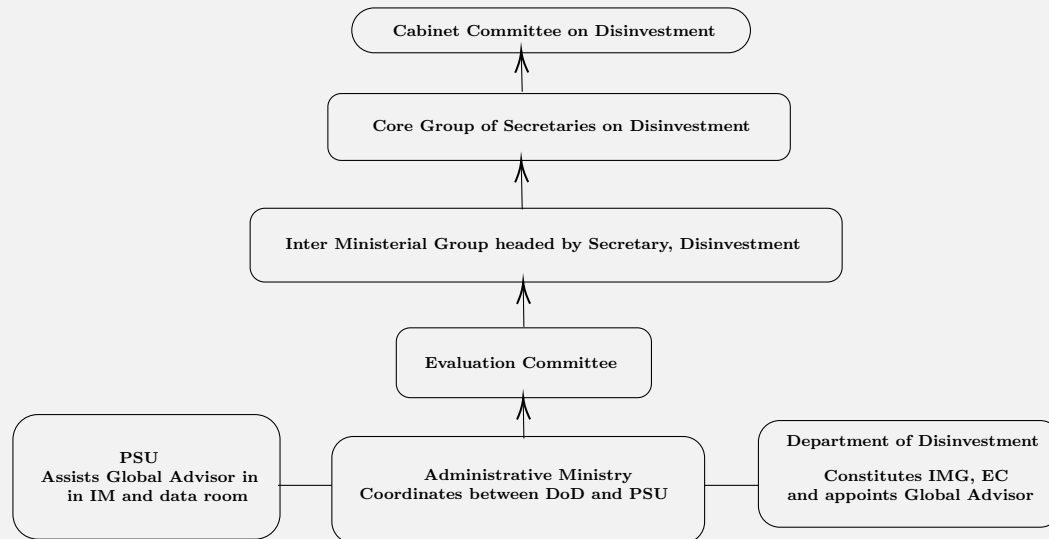 Cabinet Committee on Disinvestment
Core Group of Secretaries on Disinvestment
Inter Ministerial Group headed by Secretary, Disinvestment
Evaluation Committee
PSU
Assists Global Advisor in
in IM and data room
Administrative Ministry
Coordinates between DoD and PSU
Department of Disinvestment
Constitutes IMG, EC
and appoints Global Advisor